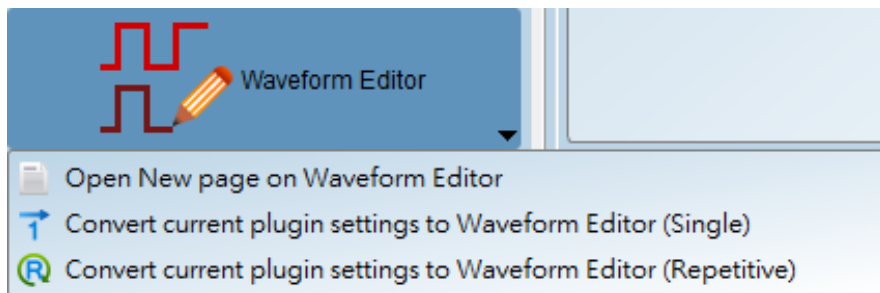 Waveform Editor
Open New page on Waveform Editor
1 Convert current plugin settings to Waveform Editor (Single)
R Convert current plugin settings to Waveform Editor (Repetitive)